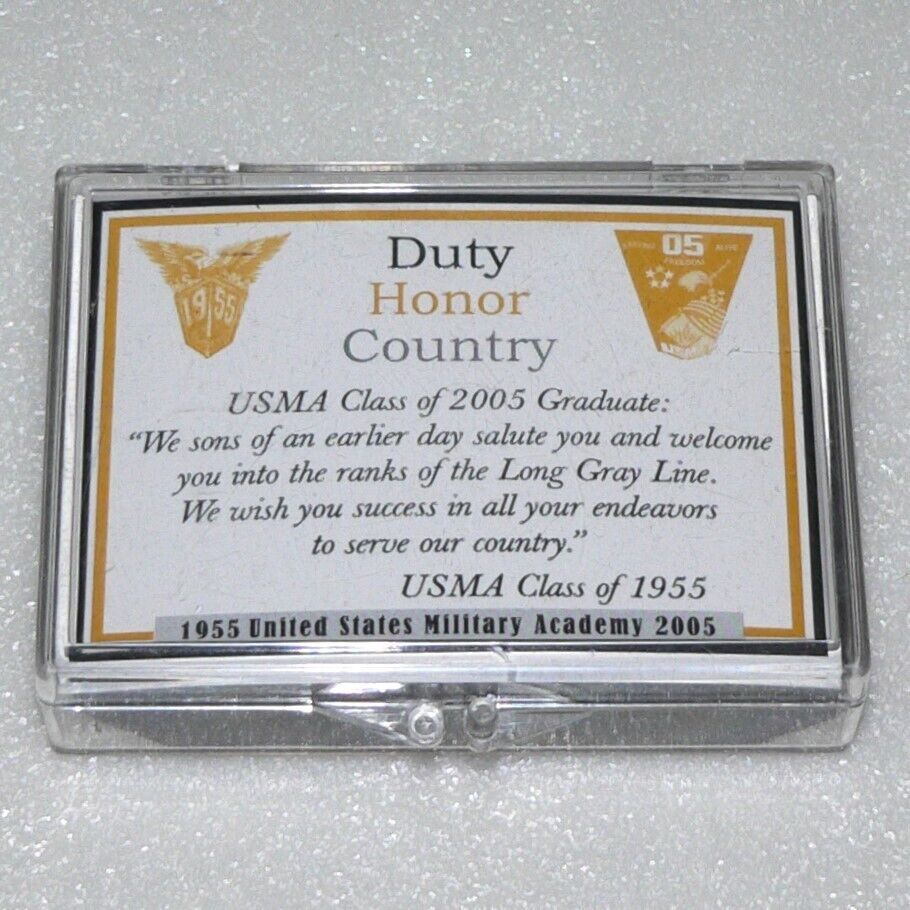 Duty
Honor
Country
1955
05
FREEDOM
USMA Class of 2005 Graduate:
“We sons of an earlier day salute you and welcome
you into the ranks of the Long Gray Line.
We wish you success in all your endeavors
to serve our country.”
USMA Class of 1955
1955 United States Military Academy 2005